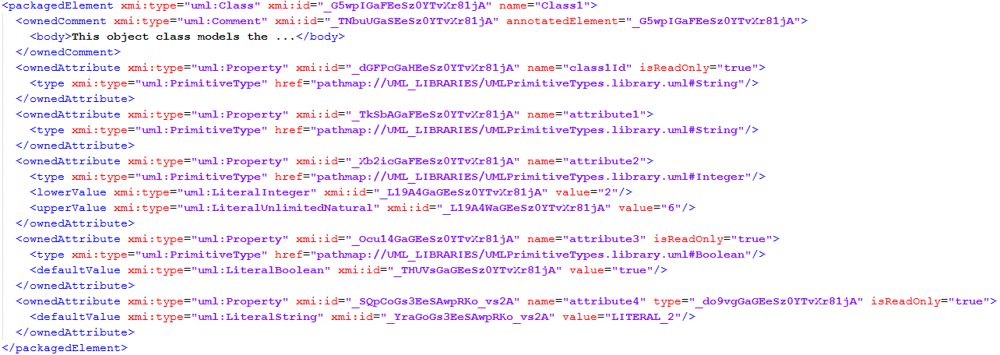 <packagedElement xmi:type="uml:Class" xmi:id="_G5wpIGaFEeSz0YTvXr81jA" name="Class1">
  <ownedComment xmi:type="uml:Comment" xmi:id="_TNbuUGaSEeSz0YTvXr81jA" annotatedElement="_G5wpIGaFEeSz0YTvXr81jA">
    <body>This object class models the ...</body>
  </ownedComment>
  <ownedAttribute xmi:type="uml:Property" xmi:id="_dGFPcGaHEeSz0YTvXr81jA" name="class1Id" isReadOnly="true">
    <type xmi:type="uml:PrimitiveType" href="pathmap://UML_LIBRARIES/UMLPrimitiveTypes.library.uml#String"/>
  </ownedAttribute>
  <ownedAttribute xmi:type="uml:Property" xmi:id="_TkSbAGaFEeSz0YTvXr81jA" name="attribute1">
    <type xmi:type="uml:PrimitiveType" href="pathmap://UML_LIBRARIES/UMLPrimitiveTypes.library.uml#String"/>
  </ownedAttribute>
  <ownedAttribute xmi:type="uml:Property" xmi:id="_Xb2icGaFEeSz0YTvXr81jA" name="attribute2">
    <type xmi:type="uml:PrimitiveType" href="pathmap://UML_LIBRARIES/UMLPrimitiveTypes.library.uml#Integer"/>
    <lowerValue xmi:type="uml:LiteralInteger" xmi:id="_L19A4GaGEeSz0YTvXr81jA" value="2"/>
    <upperValue xmi:type="uml:LiteralUnlimitedNatural" xmi:id="_L19A4WaGEeSz0YTvXr81jA" value="6"/>
  </ownedAttribute>
  <ownedAttribute xmi:type="uml:Property" xmi:id="_Ocu14GaGEeSz0YTvXr81jA" name="attribute3" isReadOnly="true">
    <type xmi:type="uml:PrimitiveType" href="pathmap://UML_LIBRARIES/UMLPrimitiveTypes.library.uml#Boolean"/>
    <defaultValue xmi:type="uml:LiteralBoolean" xmi:id="_THUVsGaGEeSz0YTvXr81jA" value="true"/>
  </ownedAttribute>
  <ownedAttribute xmi:type="uml:Property" xmi:id="_SQpCoGs3EeSAwpRKo_vs2A" name="attribute4" type="_do9vgGaGEeSz0YTvXr81jA" isReadOnly="true">
    <defaultValue xmi:type="uml:LiteralString" xmi:id="_YraGoGs3EeSAwpRKo_vs2A" value="LITERAL_2"/>
  </ownedAttribute>
</packagedElement>